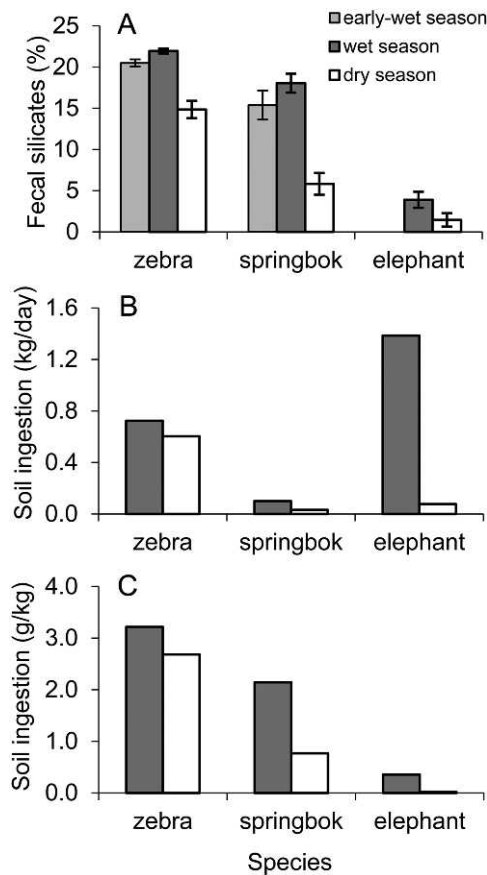 A
early-wet season
wet season
dry season
Fecal silicates (%)
25
20
15
10
5
0
zebra springbok elephant
B
Soil ingestion (kg/day)
1.6
1.2
0.8
0.4
0.0
zebra springbok elephant
C
Soil ingestion (g/kg)
4.0
3.0
2.0
1.0
0.0
zebra springbok elephant
Species